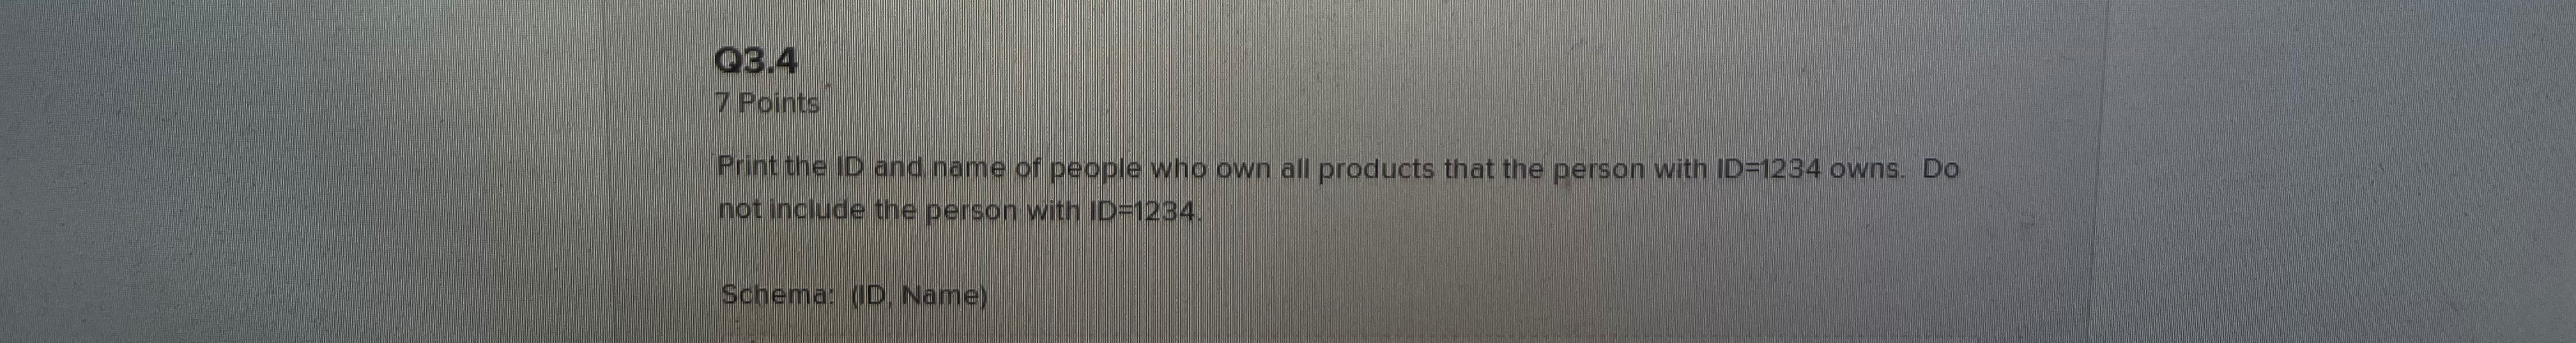 Q3.4
7 Points
Print the ID and name of people who own all products that the person with ID=1234 owns.  Do
not include the person with ID=1234.
Schema:  (ID, Name)